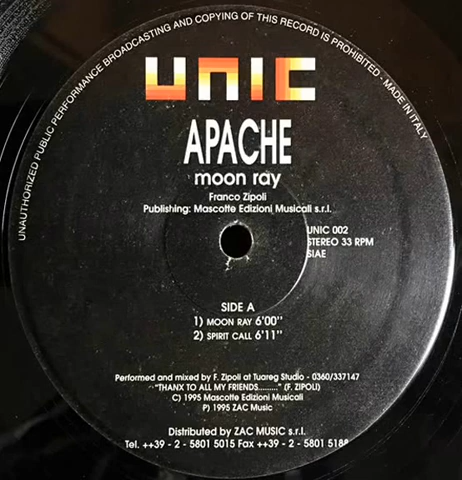 UNAUTHORIZED PUBLIC PERFORMANCE BROADCASTING AND COPYING OF THIS RECORD IS PROHIBITED - MADE IN ITALY
UNIC
APACHE
moon ray
Franco Zipoli
Publishing: Mascotte Edizioni Musicali s.r.l.
UNIC 002
STEREO 33 RPM
SIAE
SIDE A
1) MOON RAY 6'00''
2) SPIRIT CALL 6'11''
Performed and mixed by F. Zipoli at Tuareg Studio - 0360/337147
"THANX TO ALL MY FRIENDS.........." (F. ZIPOLI)
C) 1995 Mascotte Edizioni Musicali
P) 1995 ZAC Music
Distributed by ZAC MUSIC s.r.l.
Tel. ++39 - 2 - 5801 5015 Fax ++39 - 2 - 5801 5188